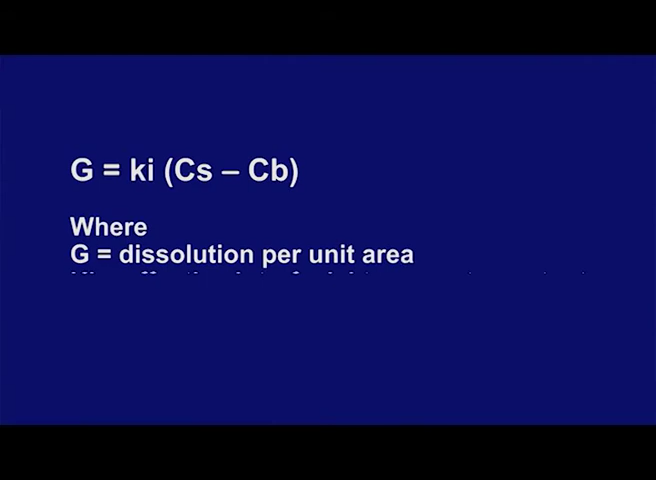 G = ki (Cs – Cb)
Where
G = dissolution per unit area